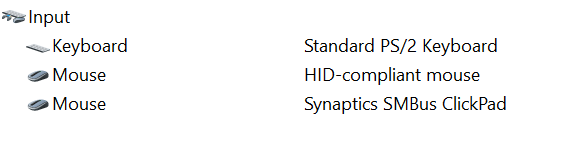 Input
Keyboard Standard PS/2 Keyboard
Mouse HID-compliant mouse
Mouse Synaptics SMBus ClickPad